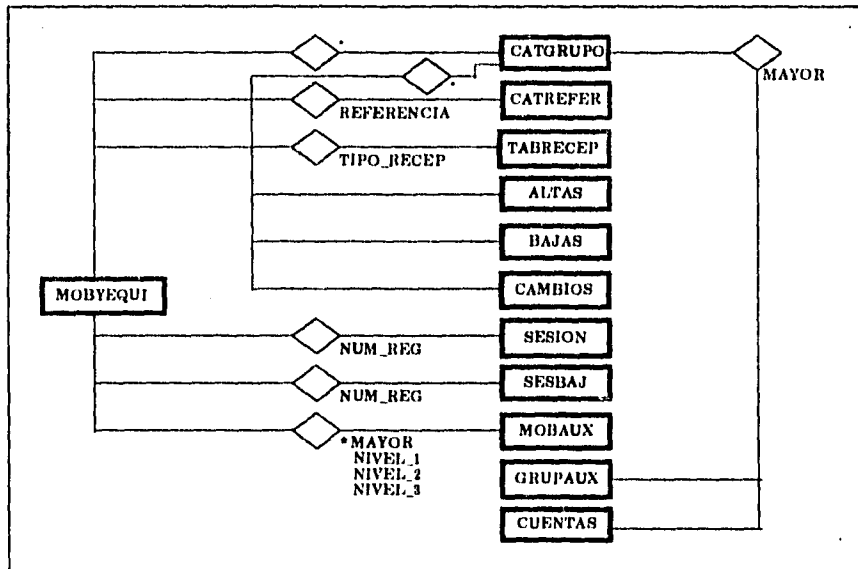 CATGRUPO
MAYOR
CATREFER
REFERENCIA
TABRECEP
TIPO_RECEP
ALTAS
BAJAS
MOBYEQUI
CAMBIOS
SESION
NUM_REG
SESBAJ
NUM_REG
MOBAUX
*MAYOR
NIVEL_1
NIVEL_2
NIVEL_3
GRUPAUX
CUENTAS